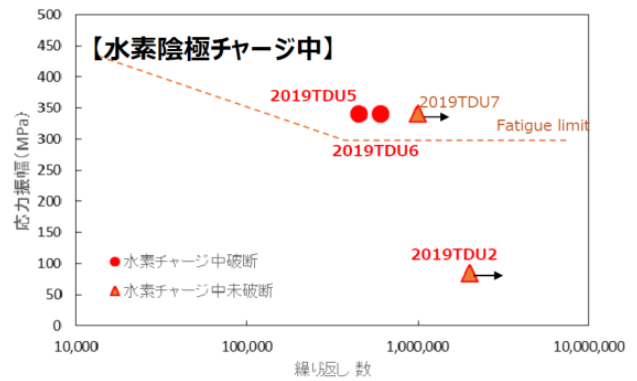 500
【水素陰極チャージ中】
450
400
2019TDU5
2019TDU7
350
Fatigue limit
300
2019TDU6
250
200
150
2019TDU2
100
水素チャージ中破断
水素チャージ中未破断
50
0
応力振幅(MPa)
10,000
100,000
1,000,000
10,000,000
繰り返し 数